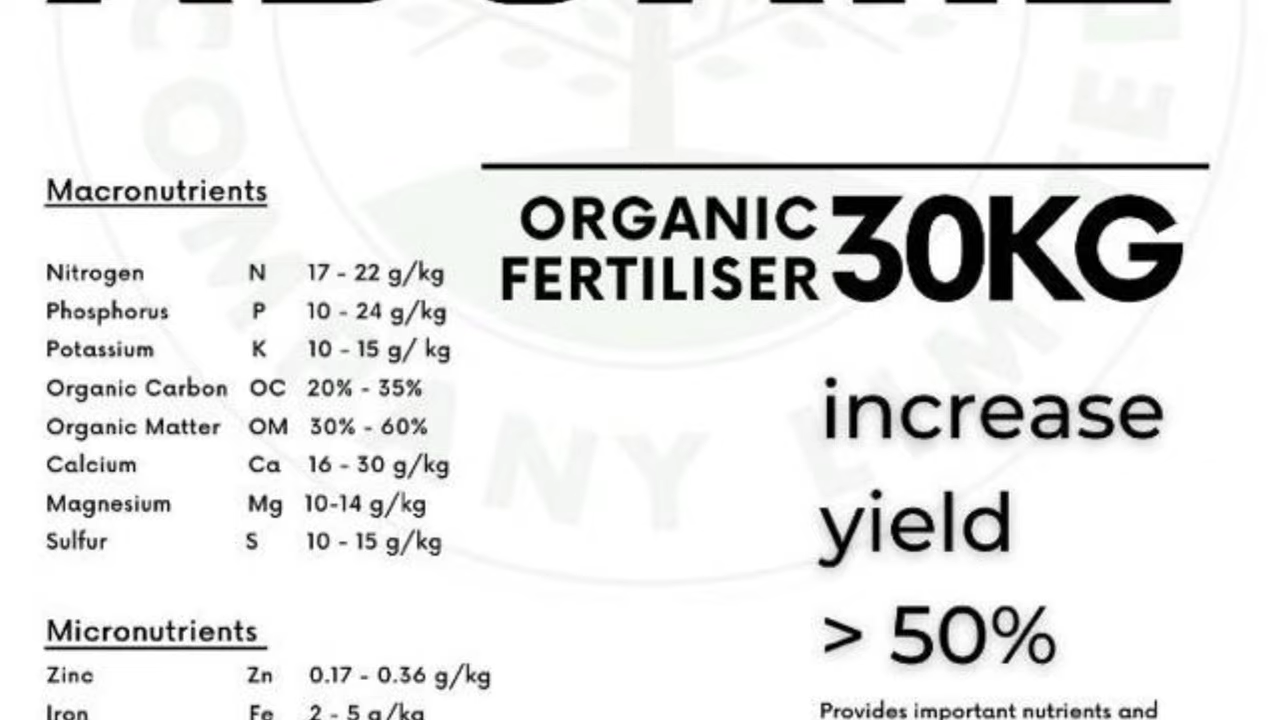 Macronutrients
Nitrogen N 17 - 22 g/kg
Phosphorus P 10 - 24 g/kg
Potassium K 10 - 15 g/ kg
Organic Carbon OC 20% - 35%
Organic Matter OM 30% - 60%
Calcium Ca 16 - 30 g/kg
Magnesium Mg 10-14 g/kg
Sulfur S 10 - 15 g/kg
Micronutrients
Zinc Zn 0.17 - 0.36 g/kg
Iron Fe 2 - 5 g/kg
ORGANIC
FERTILISER
30KG
increase
yield
> 50%
Provides important nutrients and